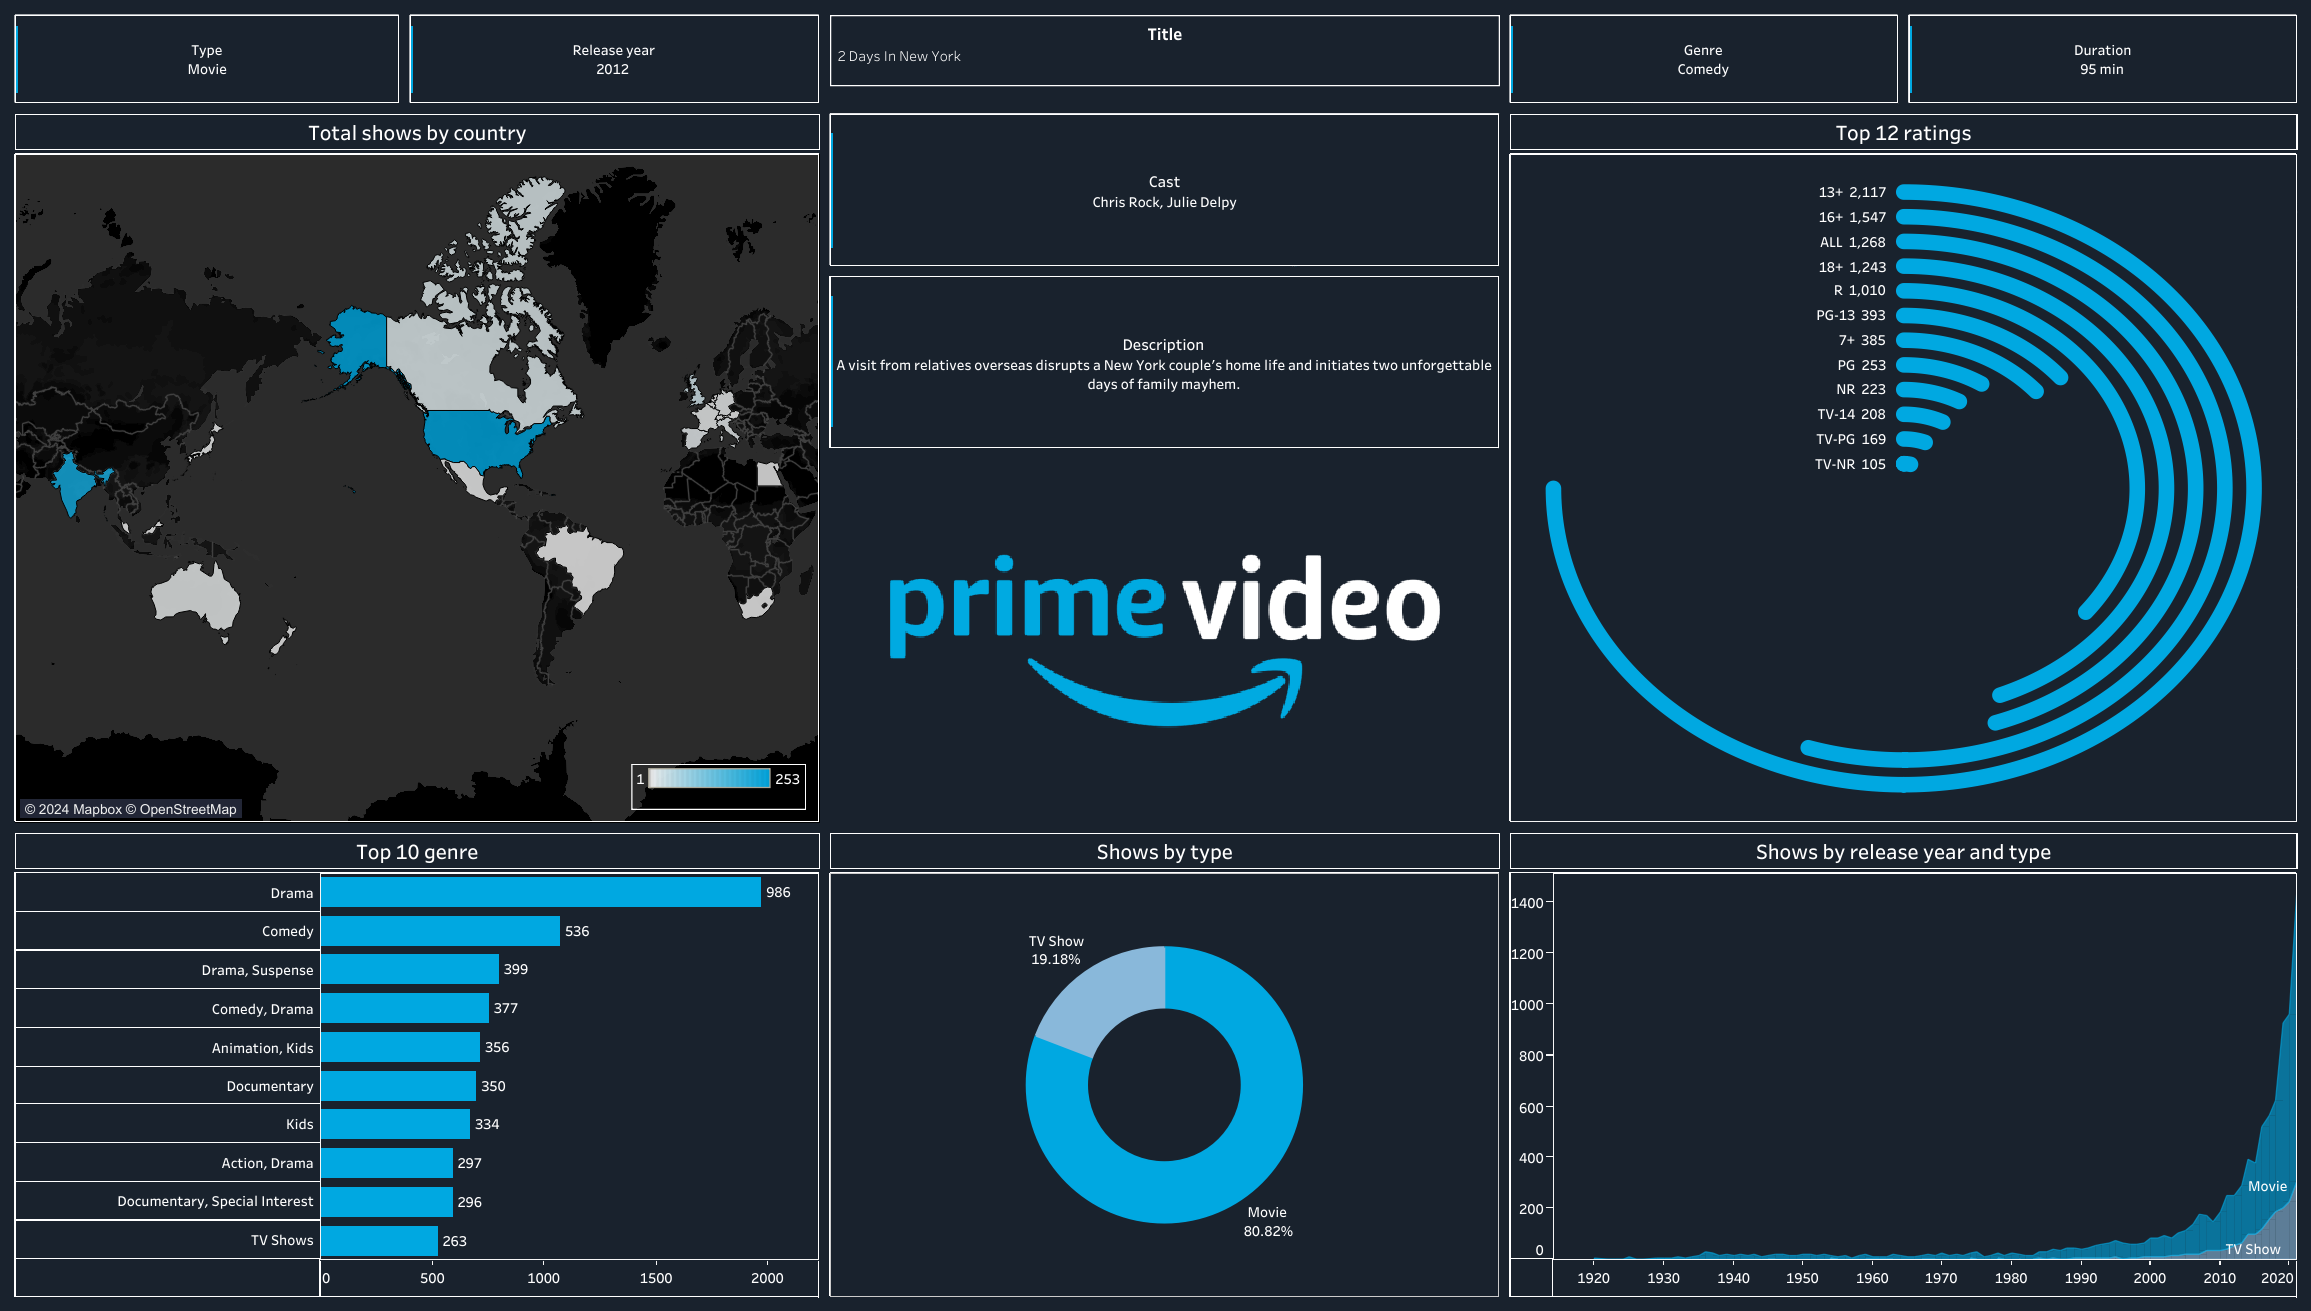 Type
Movie
Release year
2012
Title
2 Days In New York
Genre
Comedy
Duration
95 min
Total shows by country
© 2024 Mapbox © OpenStreetMap
1 253
Cast
Chris Rock, Julie Delpy
Description
A visit from relatives overseas disrupts a New York couple's home life and initiates two unforgettable
days of family mayhem.
prime video
Top 12 ratings
13+ 2,117
16+ 1,547
ALL 1,268
18+ 1,243
R 1,010
PG-13 393
7+ 385
PG 253
NR 223
TV-14 208
TV-PG 169
TV-NR 105
Top 10 genre
Drama 986
Comedy 536
Drama, Suspense 399
Comedy, Drama 377
Animation, Kids 356
Documentary 350
Kids 334
Action, Drama 297
Documentary, Special Interest 296
TV Shows 263
0 500 1000 1500 2000
Shows by type
TV Show
19.18%
Movie
80.82%
Shows by release year and type
1400
1200
1000
800
600
400
Movie
200
TV Show
0
1920 1930 1940 1950 1960 1970 1980 1990 2000 2010 2020